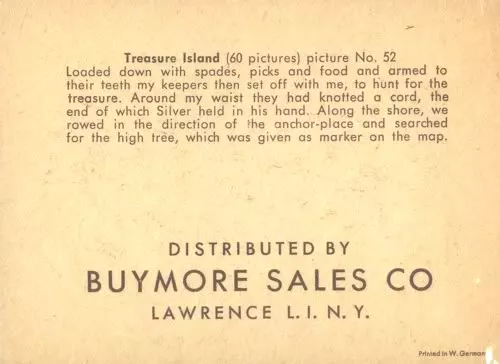 Treasure Island (60 pictures) picture No. 52
Loaded down with spades, picks and food and armed to
their teeth my keepers then set off with me, to hunt for the
treasure. Around my waist they had knotted a cord, the
end of which Silver held in his hand. Along the shore, we
rowed in the direction of the anchor-place and searched
for the high tree, which was given as marker on the map.
DISTRIBUTED BY
BUYMORE SALES CO
LAWRENCE L. I. N. Y.
Printed in W. German